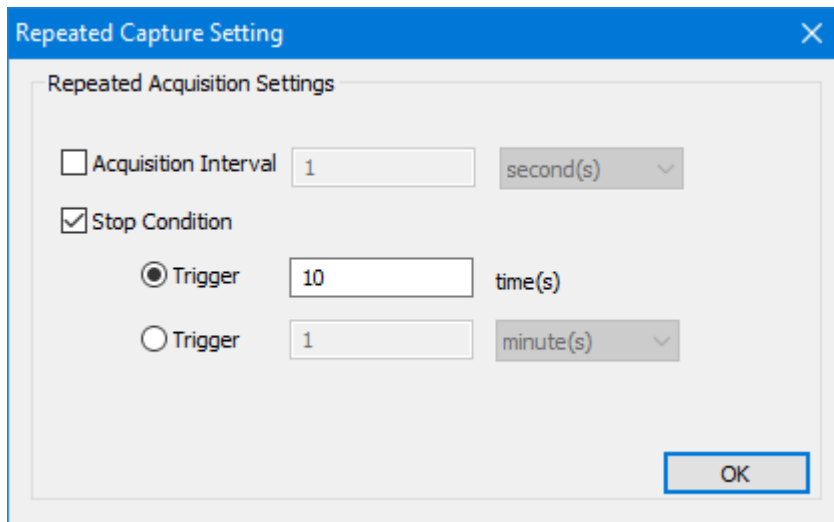 Repeated Capture Setting
Repeated Acquisition Settings
Acquisition Interval 1 second(s)
Stop Condition
Trigger 10 time(s)
Trigger 1 minute(s)
OK